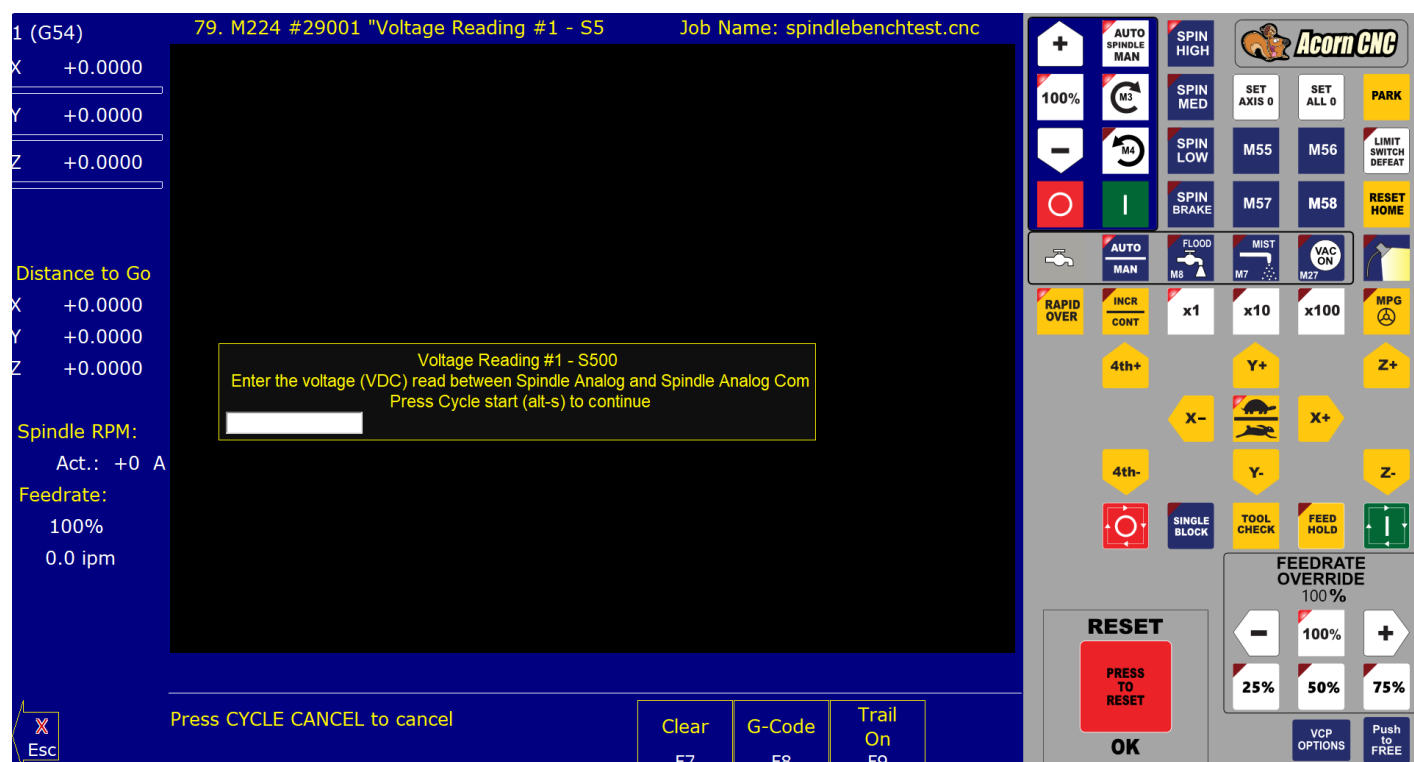 1 (G54)
79. M224 #29001 "Voltage Reading #1 - S5
Job Name: spindlebenchtest.cnc
X +0.0000
Y +0.0000
Z +0.0000
Distance to Go
X +0.0000
Y +0.0000
Z +0.0000
Spindle RPM:
Act.: +0 A
Feedrate:
100%
0.0 ipm
Voltage Reading #1 - S500
Enter the voltage (VDC) read between Spindle Analog and Spindle Analog Com
Press Cycle start (alt-s) to continue
Press CYCLE CANCEL to cancel
X
Esc
Clear
F7
G-Code
F8
Trail
On
F9
+
AUTO
SPINDLE
MAN
SPIN
HIGH
Acorn CNC
100%
M3
SPIN
MED
SET
AXIS 0
SET
ALL 0
PARK
-
M4
SPIN
LOW
M55
M56
LIMIT
SWITCH
DEFEAT
SPIN
BRAKE
M57
M58
RESET
HOME
AUTO
MAN
FLOOD
M8
MIST
M7
VAC
ON
M27
RAPID
OVER
INCR
CONT
x1
x10
x100
MPG
4th+
Y+
Z+
X-
X+
4th-
Y-
Z-
SINGLE
BLOCK
TOOL
CHECK
FEED
HOLD
FEEDRATE
OVERRIDE
100 %
-
100%
+
25%
50%
75%
RESET
PRESS
TO
RESET
OK
VCP
OPTIONS
Push
to
FREE